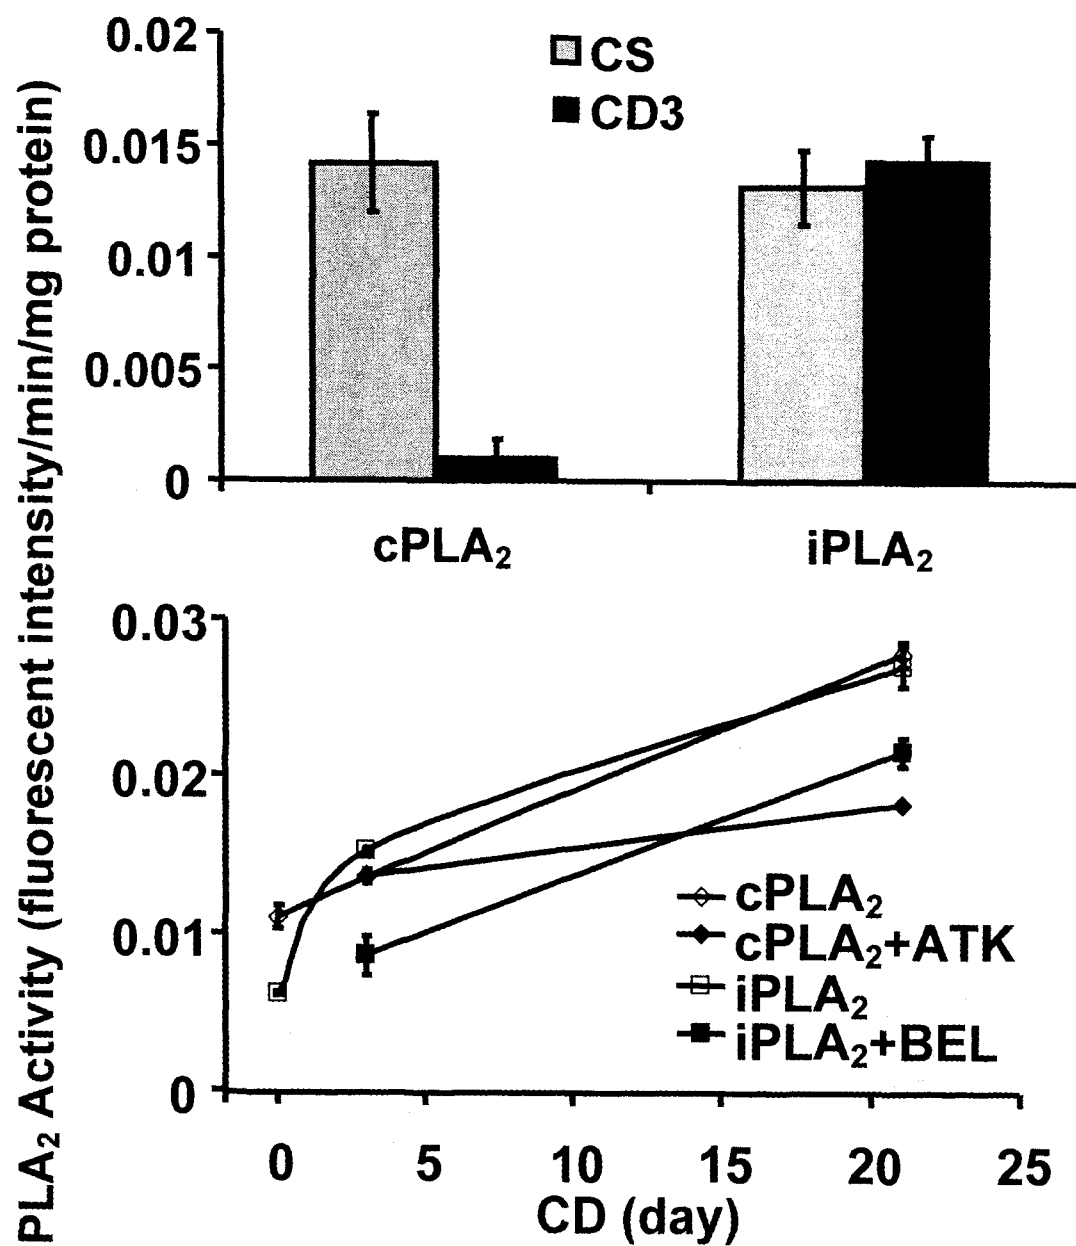 PLA₂ Activity (fluorescent intensity/min/mg protein)
0.02
0.015
0.01
0.005
0
CS
CD3
cPLA₂
iPLA₂
0.03
0.02
0.01
0
cPLA₂
cPLA₂+ATK
iPLA₂
iPLA₂+BEL
0 5 10 15 20 25
CD (day)